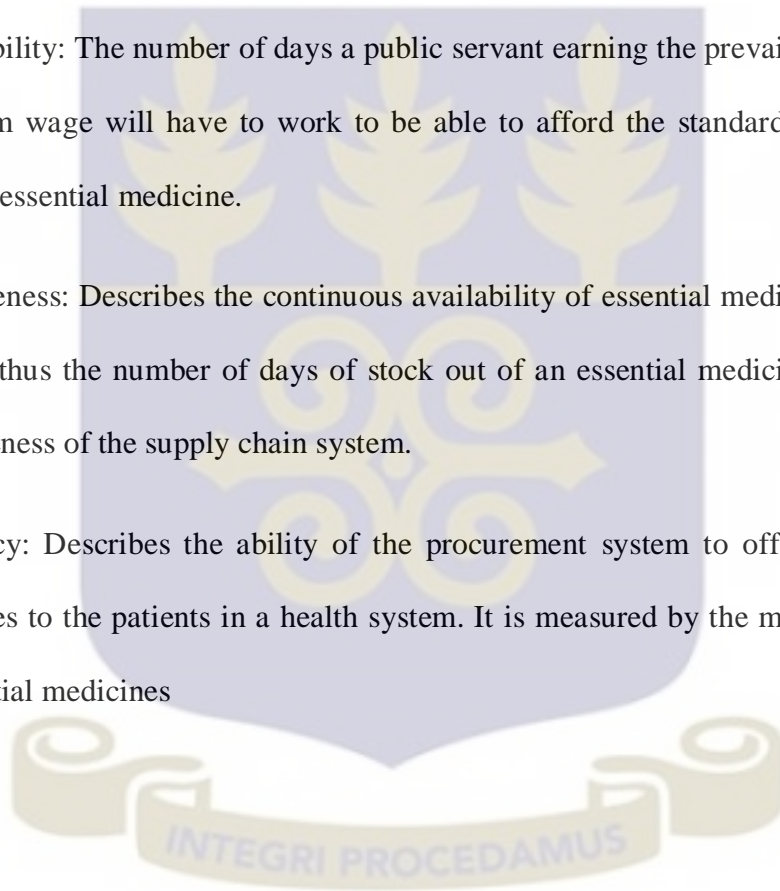 bility: The number of days a public servant earning the prevai
m wage will have to work to be able to afford the standard
essential medicine.
eness: Describes the continuous availability of essential medi
thus the number of days of stock out of an essential medici
eness of the supply chain system.
cy: Describes the ability of the procurement system to off
es to the patients in a health system. It is measured by the m
tial medicines
INTEGRI PROCEDAMUS